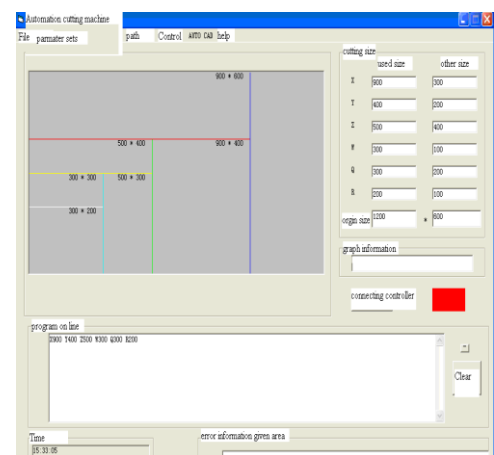 Automation cutting machine
File parmater sets path Control AUTO CAD help
cutting size
used size other size
X 900 300
Y 400 200
Z 500 400
W 300 100
Q 300 200
R 200 100
orgin size 1200 * 600
900 * 600
500 * 400 900 * 400
300 * 300 500 * 300
300 * 200
graph information
connecting controller
program on line
X900 Y400 Z500 W300 Q300 R200
Clear
Time
15:33:05
error information given area